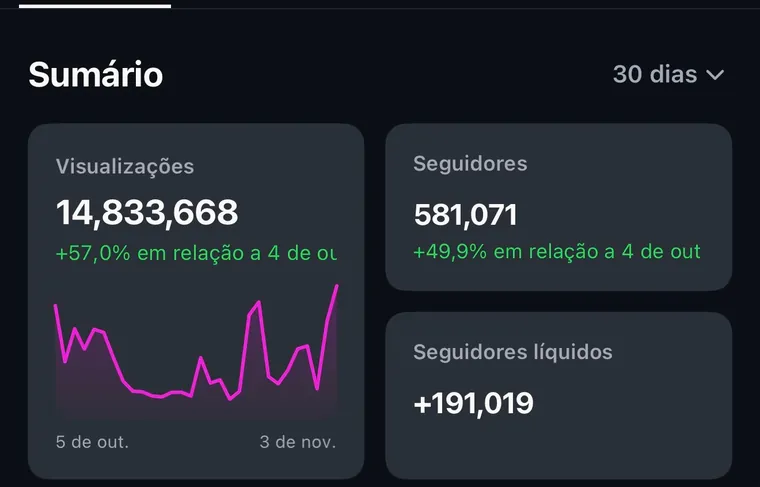 Sumário
30 dias
Visualizações
14,833,668
+57,0% em relação a 4 de ou
5 de out.
3 de nov.
Seguidores
581,071
+49,9% em relação a 4 de out
Seguidores líquidos
+191,019